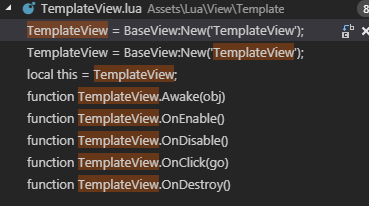 TemplateView.lua Assets\Lua\View\Template 8
TemplateView = BaseView:New('TemplateView');
TemplateView = BaseView:New('TemplateView');
local this = TemplateView;
function TemplateView.Awake(obj)
function TemplateView.OnEnable()
function TemplateView.OnDisable()
function TemplateView.OnClick(go)
function TemplateView.OnDestroy()